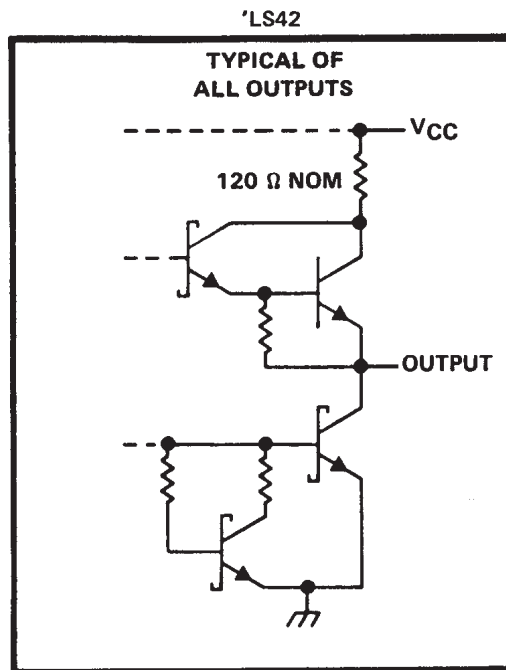 'LS42
TYPICAL OF
ALL OUTPUTS
VCC
120 Ω NOM
OUTPUT